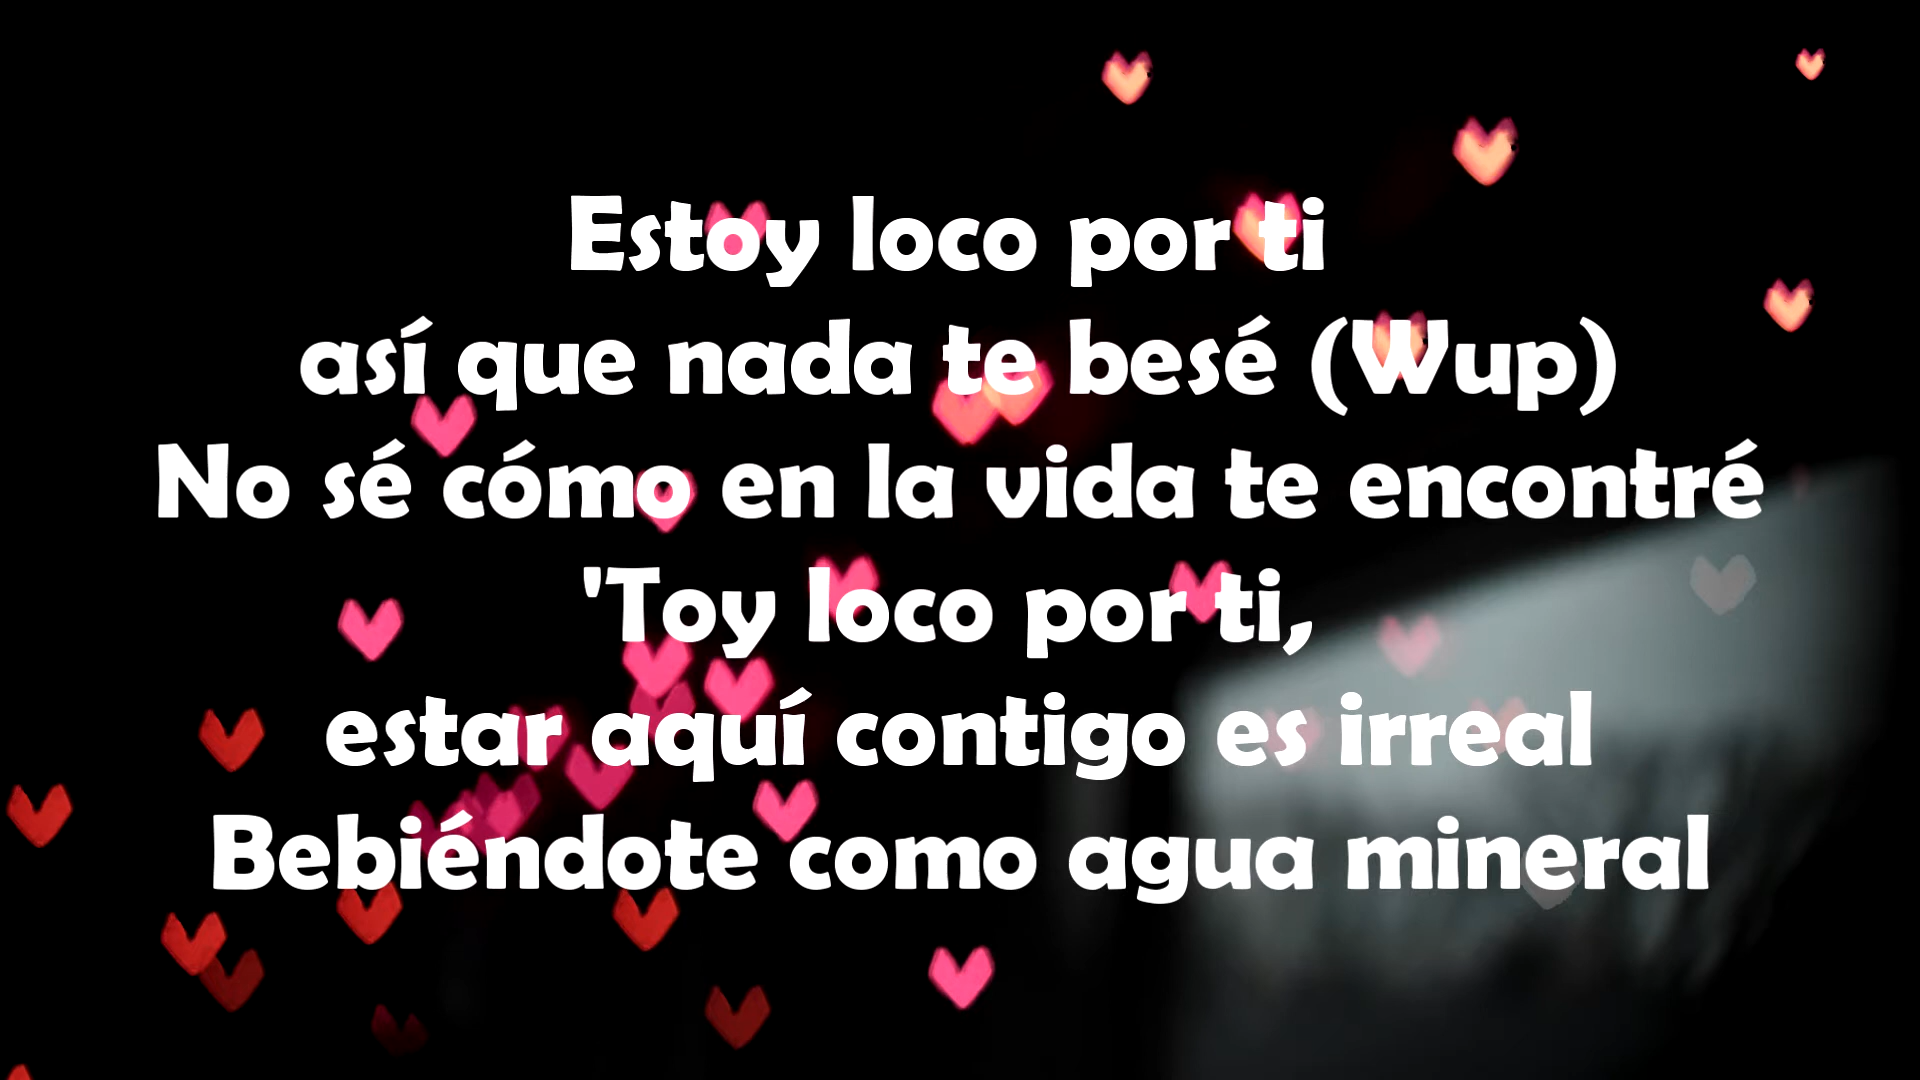 Estoy loco por ti
así que nada te besé (Wup)
No sé cómo en la vida te encontré
'Toy loco por ti,
estar aquí contigo es irreal
Bebiéndote como agua mineral